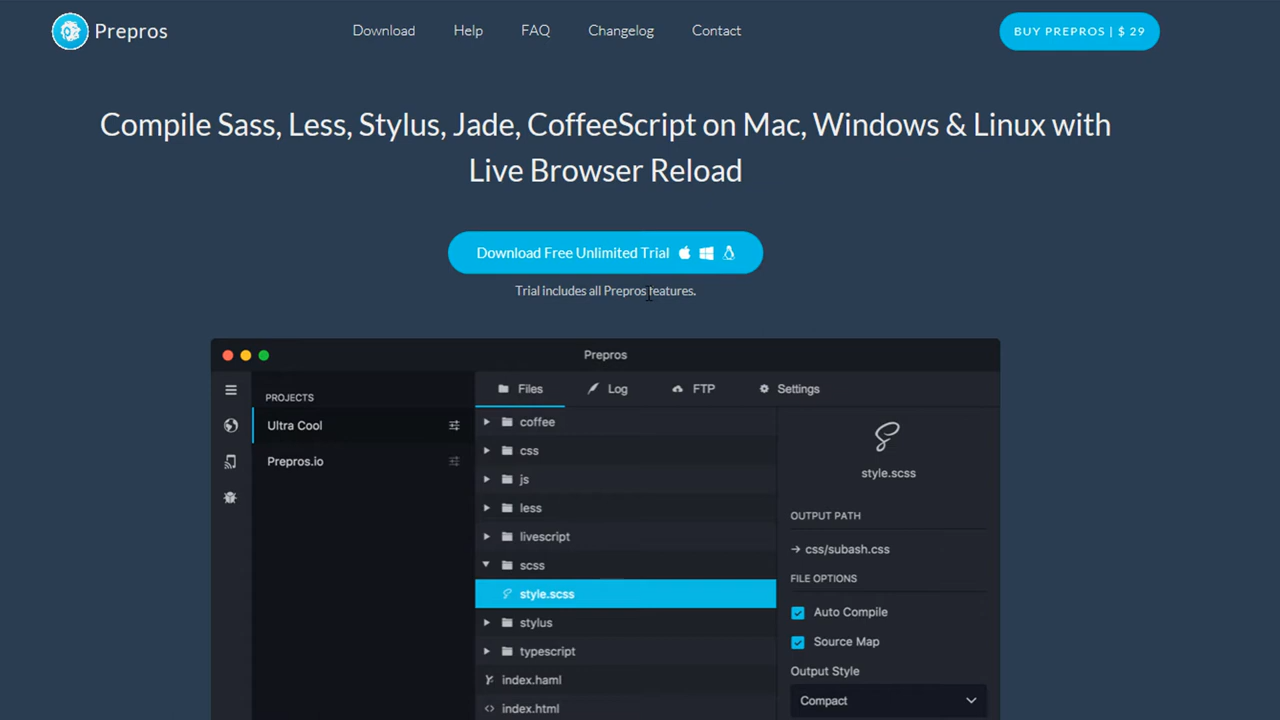 Prepros
Download
Help
FAQ
Changelog
Contact
BUY PREPROS | $ 29
Compile Sass, Less, Stylus, Jade, CoffeeScript on Mac, Windows & Linux with
Live Browser Reload
Download Free Unlimited Trial
Trial includes all Prepros features.
Prepros
PROJECTS
Ultra Cool
Prepros.io
Files
Log
FTP
Settings
coffee
css
js
less
livescript
scss
style.scss
stylus
typescript
index.haml
index.html
style.scss
OUTPUT PATH
css/subash.css
FILE OPTIONS
Auto Compile
Source Map
Output Style
Compact